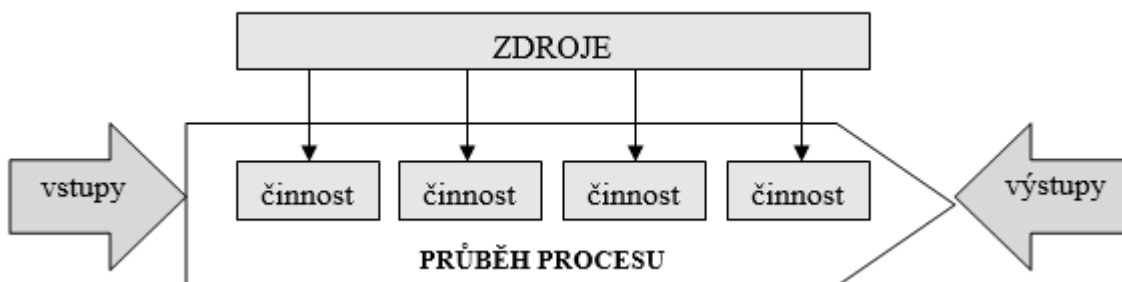 ZDROJE
vstupy
činnost
činnost
činnost
činnost
výstupy
PRŮBĚH PROCESU